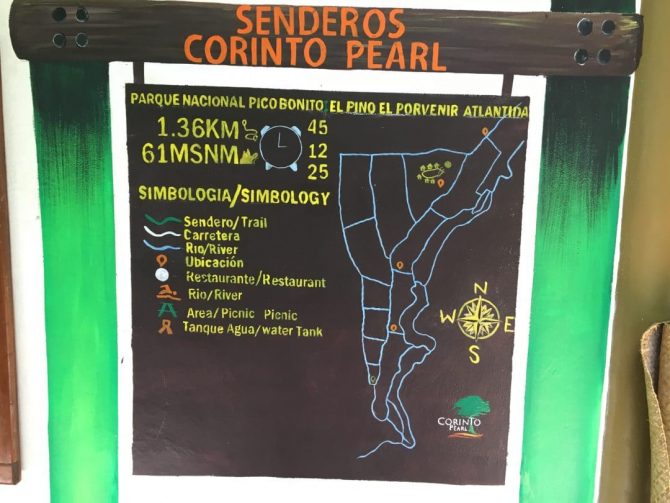 SENDEROS
CORINTO PEARL
PARQUE NACIONAL PICO BONITO EL PINO EL PORVENIR ATLANTIDA
1.36KM
61MSNM
45
12
25
SIMBOLOGIA/SIMBOLOGY
Sendero/Trail
Carretera
Rio/River
Ubicación
Restaurante/Restaurant
Rio/River
Area/Picnic Picnic
Tanque Agua/water Tank
N
W E
S
CORINTO
PEARL